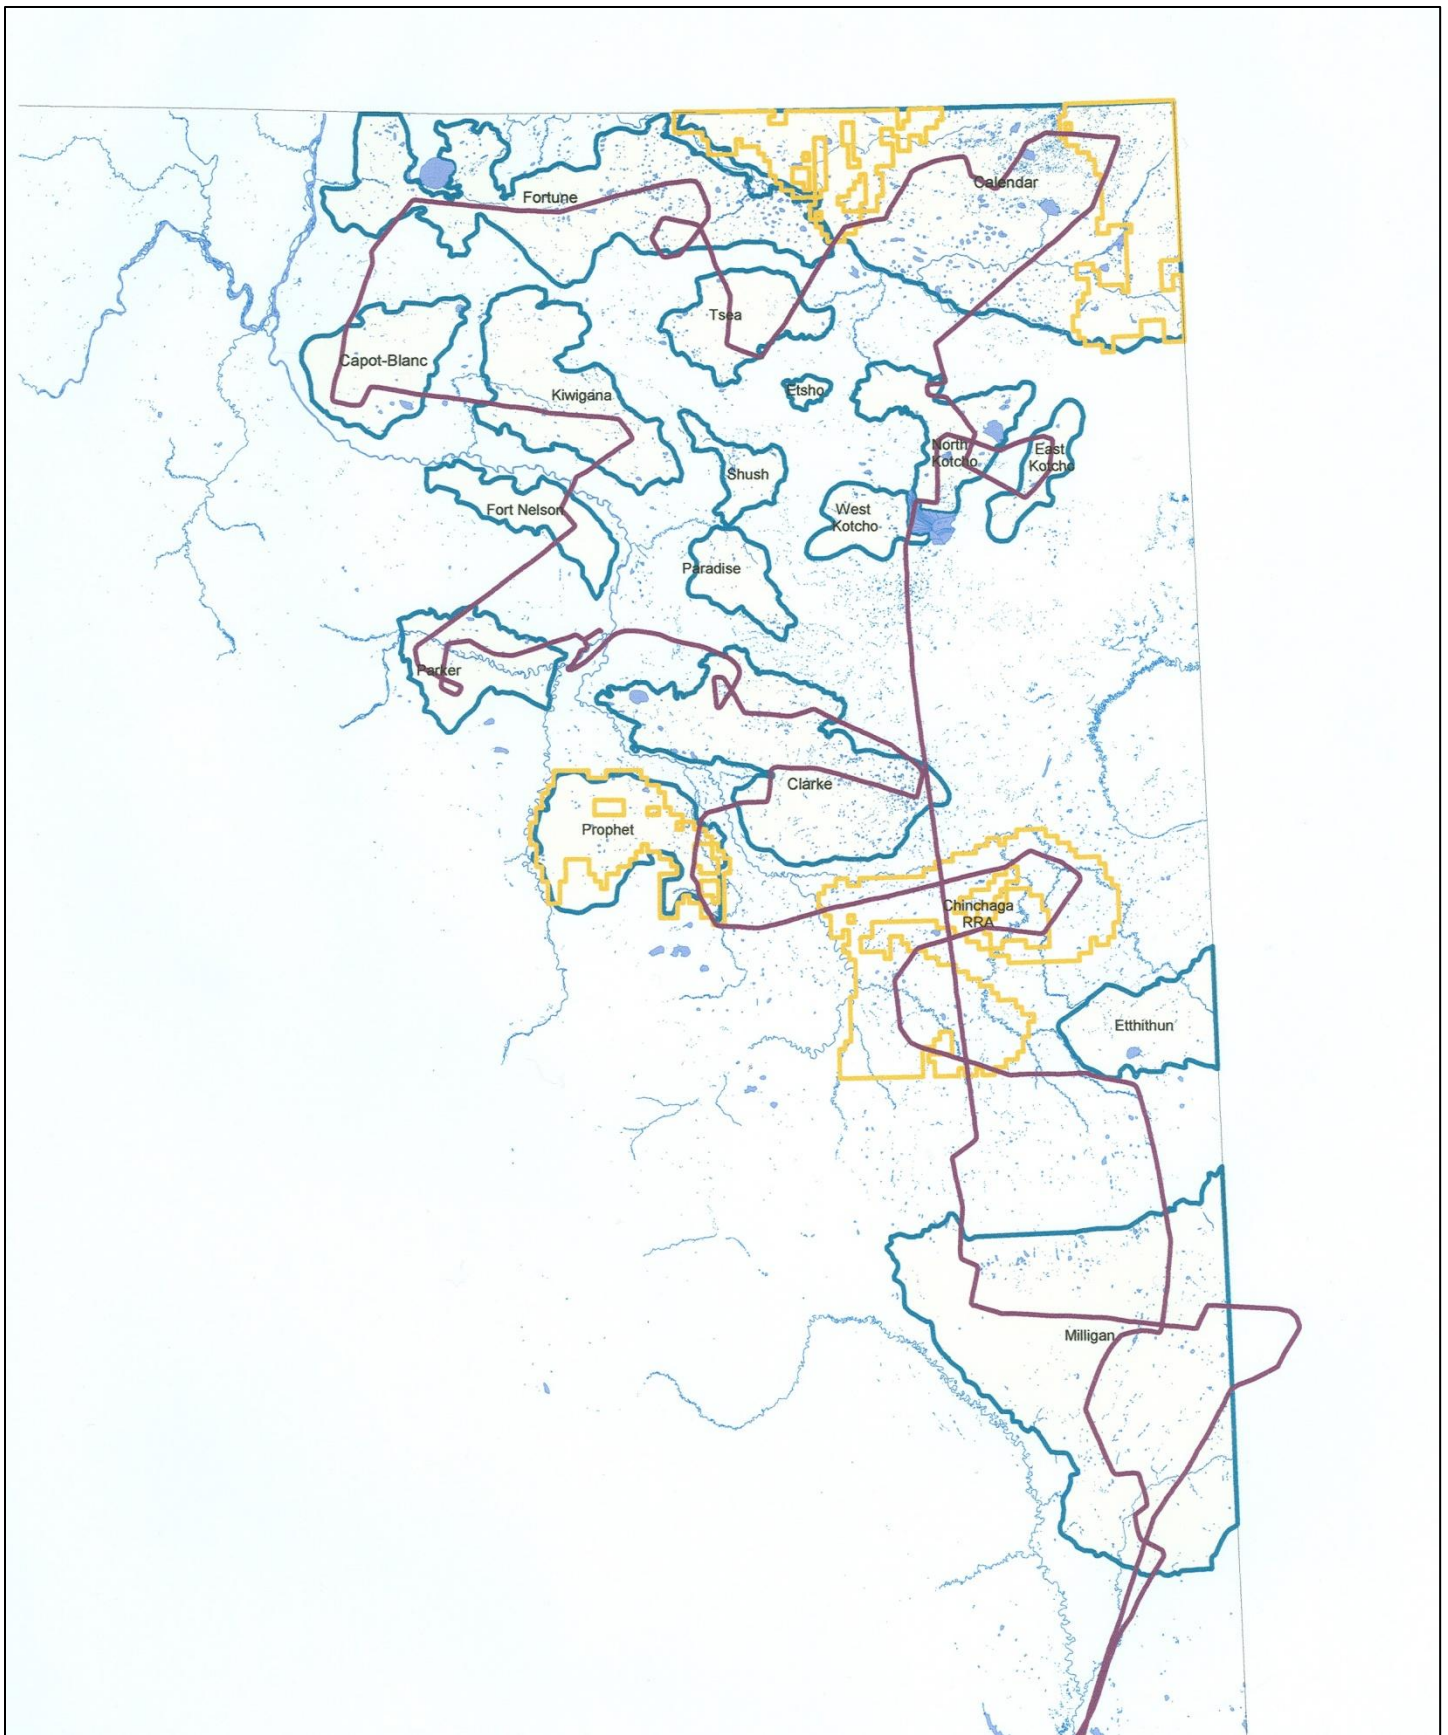 Calendar
Fortune
Tsea
Capot-Blanc
Etsho
Kiwigana
North
Kotcho
East
Kotcho
Shush
Fort Nelson
West
Kotcho
Paradise
Parker
Clarke
Prophet
Chinchaga
RRA
Etthithun
Milligan